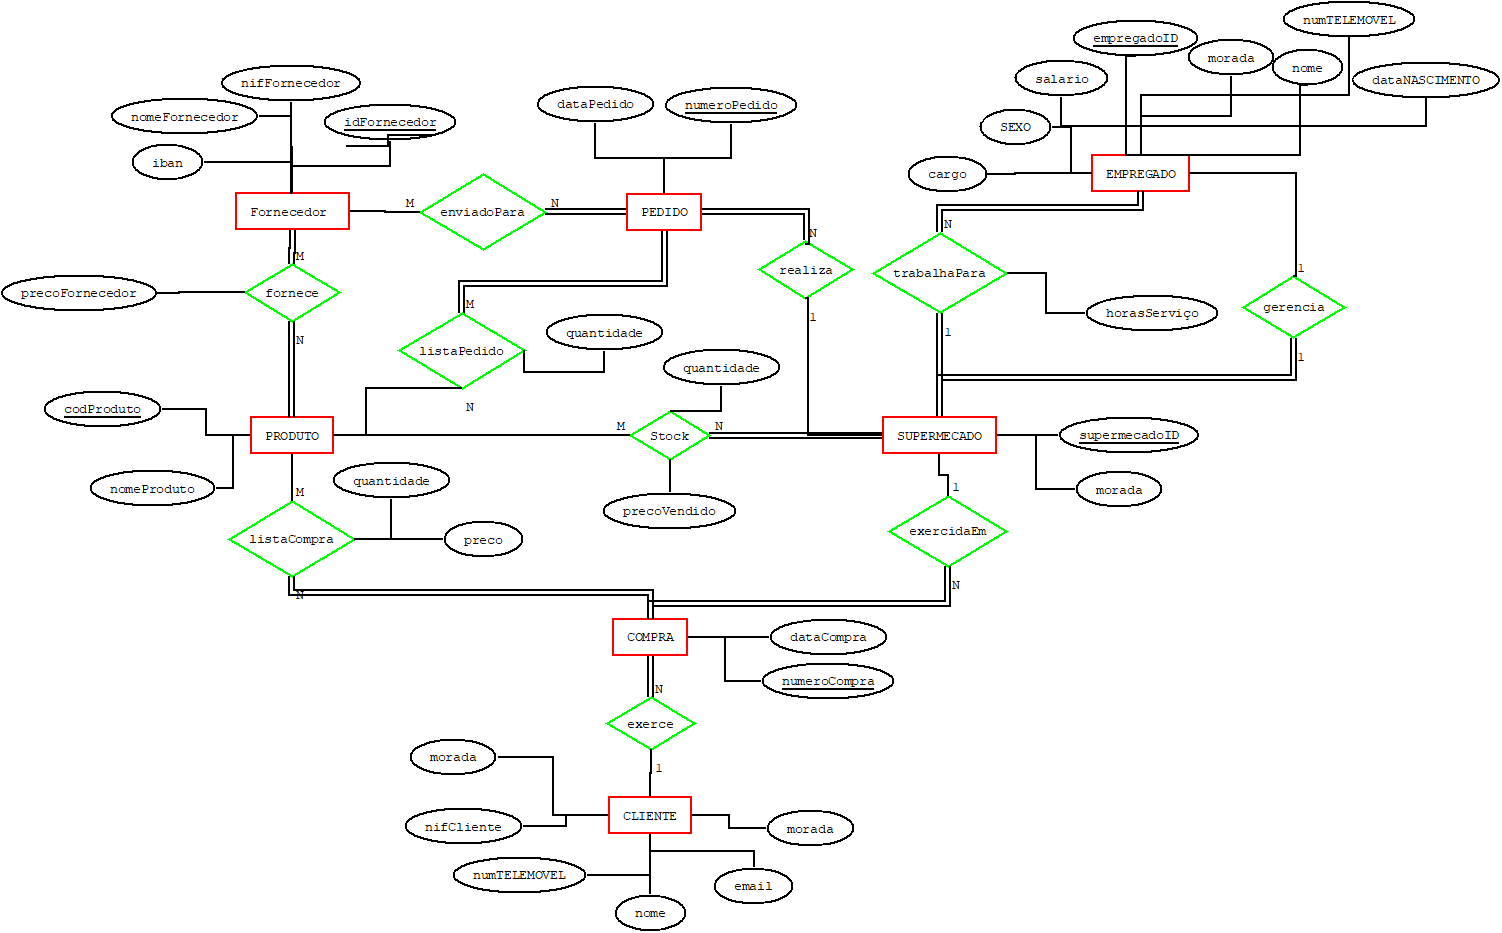 numTELEMOVEL
empregadoID
morada
nome
salario
dataNASCIMENTO
nifFornecedor
dataPedido
numeroPedido
nomeFornecedor
idFornecedor
SEXO
iban
cargo
EMPREGADO
M
N
Fornecedor
enviadoPara
PEDIDO
N
N
M
realiza
trabalhaPara
1
precoFornecedor
fornece
M
horasServiço
gerencia
1
1
N
quantidade
listaPedido
1
quantidade
codProduto
N
M
N
PRODUTO
Stock
SUPERMECADO
supermecadoID
nomeProduto
quantidade
M
1
morada
precoVendido
listaCompra
preco
exercidaEm
N
N
COMPRA
dataCompra
numeroCompra
N
exerce
morada
1
CLIENTE
nifCliente
morada
numTELEMOVEL
email
nome